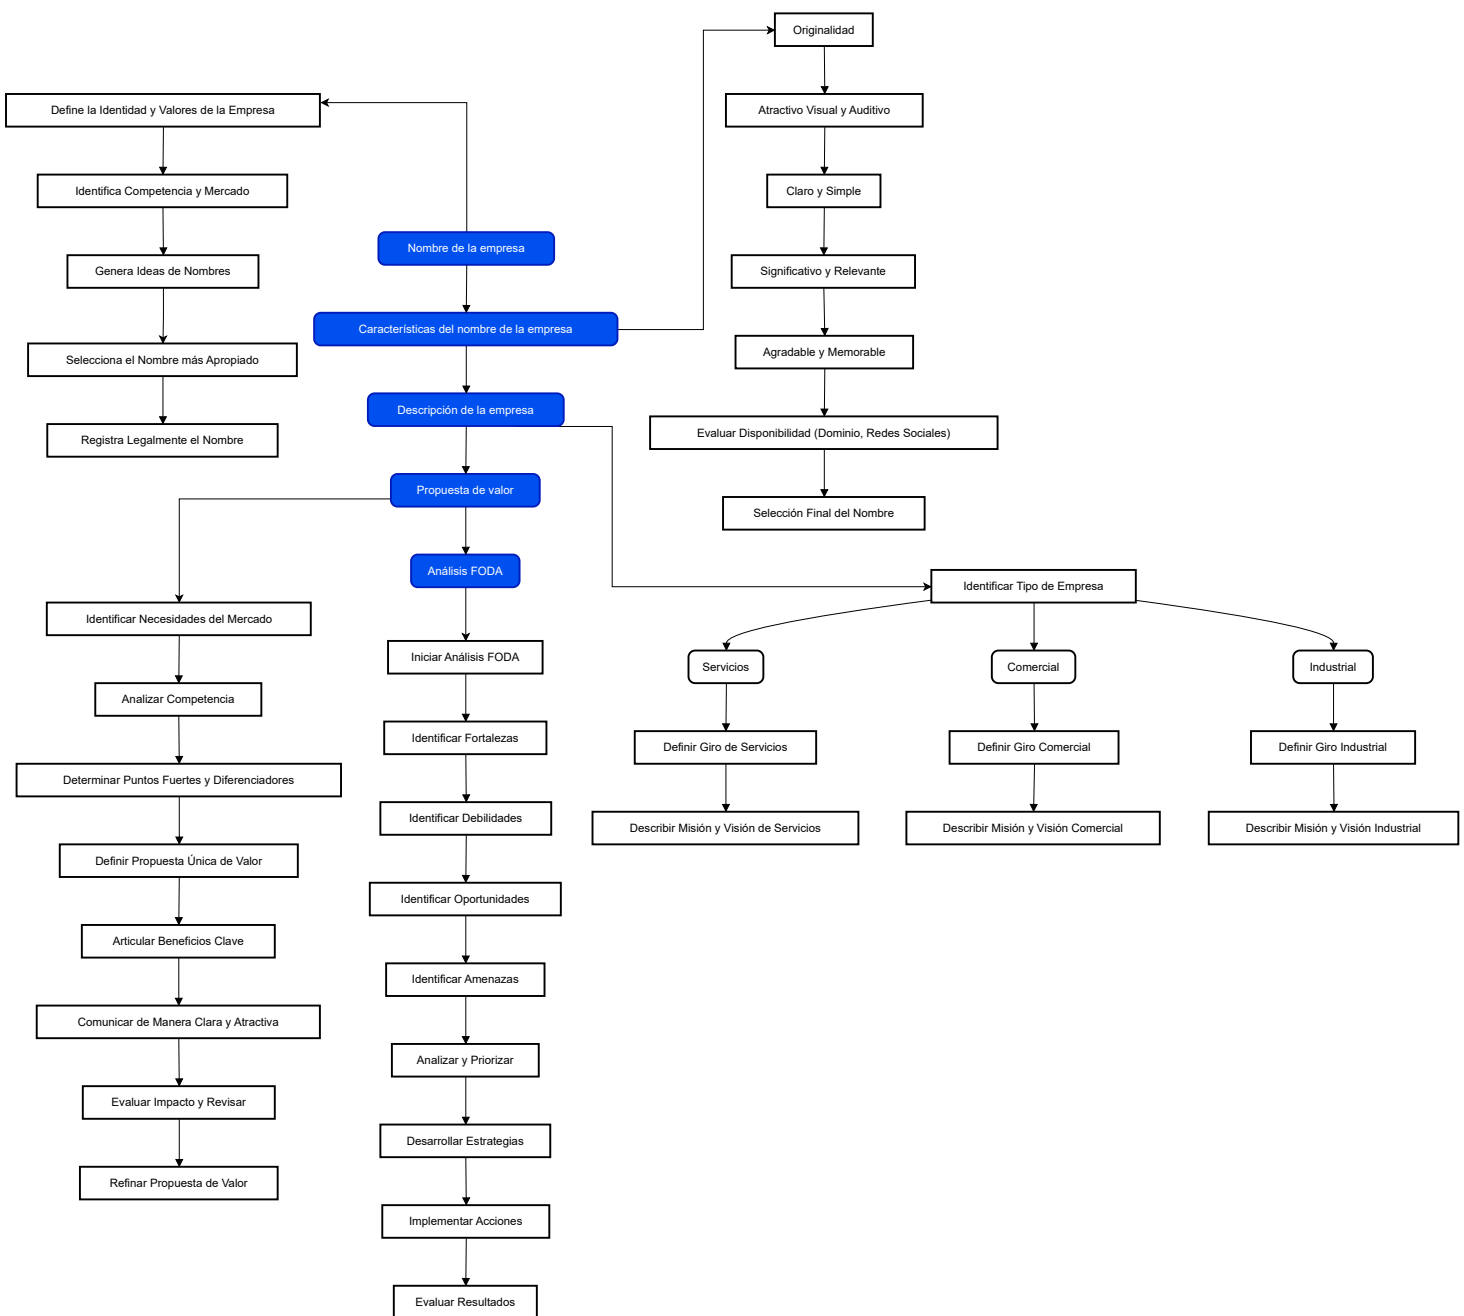 Originalidad
Define la Identidad y Valores de la Empresa
Atractivo Visual y Auditivo
Identifica Competencia y Mercado
Claro y Simple
Nombre de la empresa
Genera Ideas de Nombres
Significativo y Relevante
Características del nombre de la empresa
Selecciona el Nombre más Apropiado
Agradable y Memorable
Descripción de la empresa
Registra Legalmente el Nombre
Evaluar Disponibilidad (Dominio, Redes Sociales)
Propuesta de valor
Selección Final del Nombre
Análisis FODA
Identificar Tipo de Empresa
Identificar Necesidades del Mercado
Iniciar Análisis FODA
Servicios
Comercial
Industrial
Analizar Competencia
Identificar Fortalezas
Definir Giro de Servicios
Definir Giro Comercial
Definir Giro Industrial
Determinar Puntos Fuertes y Diferenciadores
Identificar Debilidades
Describir Misión y Visión de Servicios
Describir Misión y Visión Comercial
Describir Misión y Visión Industrial
Definir Propuesta Única de Valor
Identificar Oportunidades
Articular Beneficios Clave
Identificar Amenazas
Comunicar de Manera Clara y Atractiva
Analizar y Priorizar
Evaluar Impacto y Revisar
Desarrollar Estrategias
Refinar Propuesta de Valor
Implementar Acciones
Evaluar Resultados